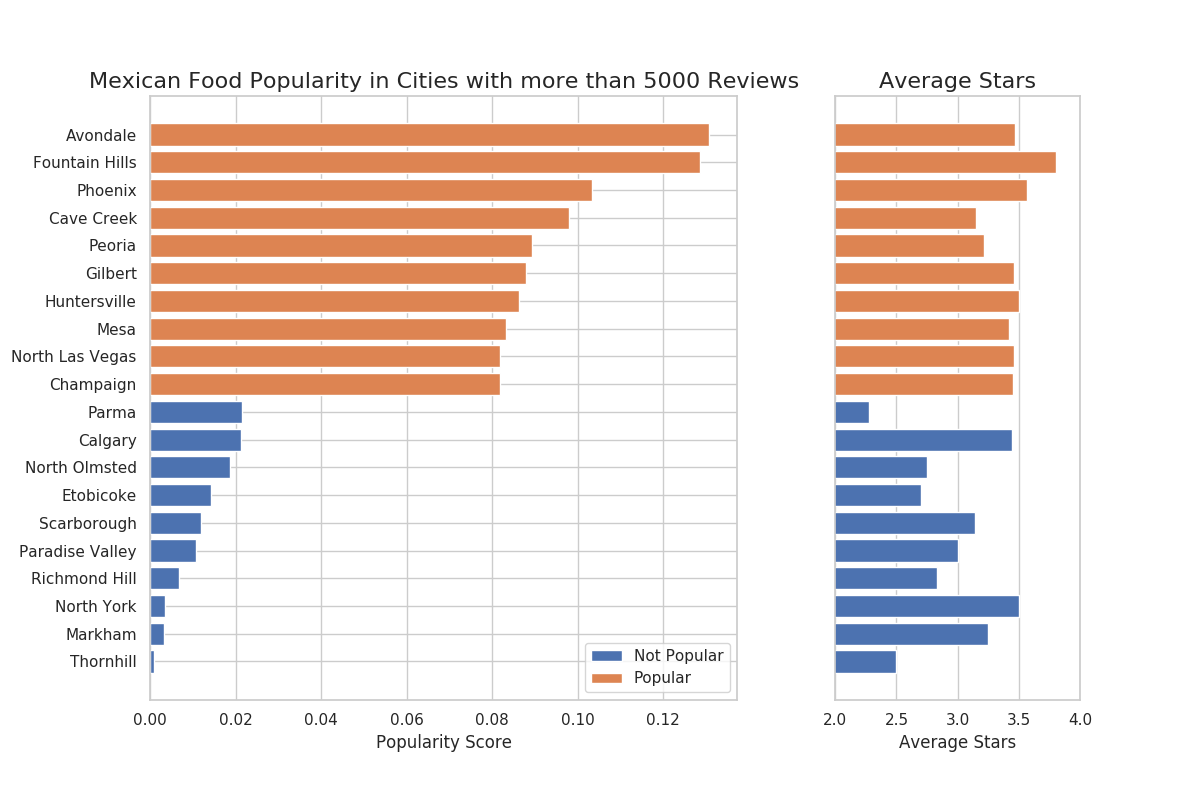 Mexican Food Popularity in Cities with more than 5000 Reviews
Avondale
Fountain Hills
Phoenix
Cave Creek
Peoria
Gilbert
Huntersville
Mesa
North Las Vegas
Champaign
Parma
Calgary
North Olmsted
Etobicoke
Scarborough
Paradise Valley
Richmond Hill
North York
Markham
Thornhill
Not Popular
Popular
0.00 0.02 0.04 0.06 0.08 0.10 0.12
Popularity Score
Average Stars
2.0 2.5 3.0 3.5 4.0
Average Stars